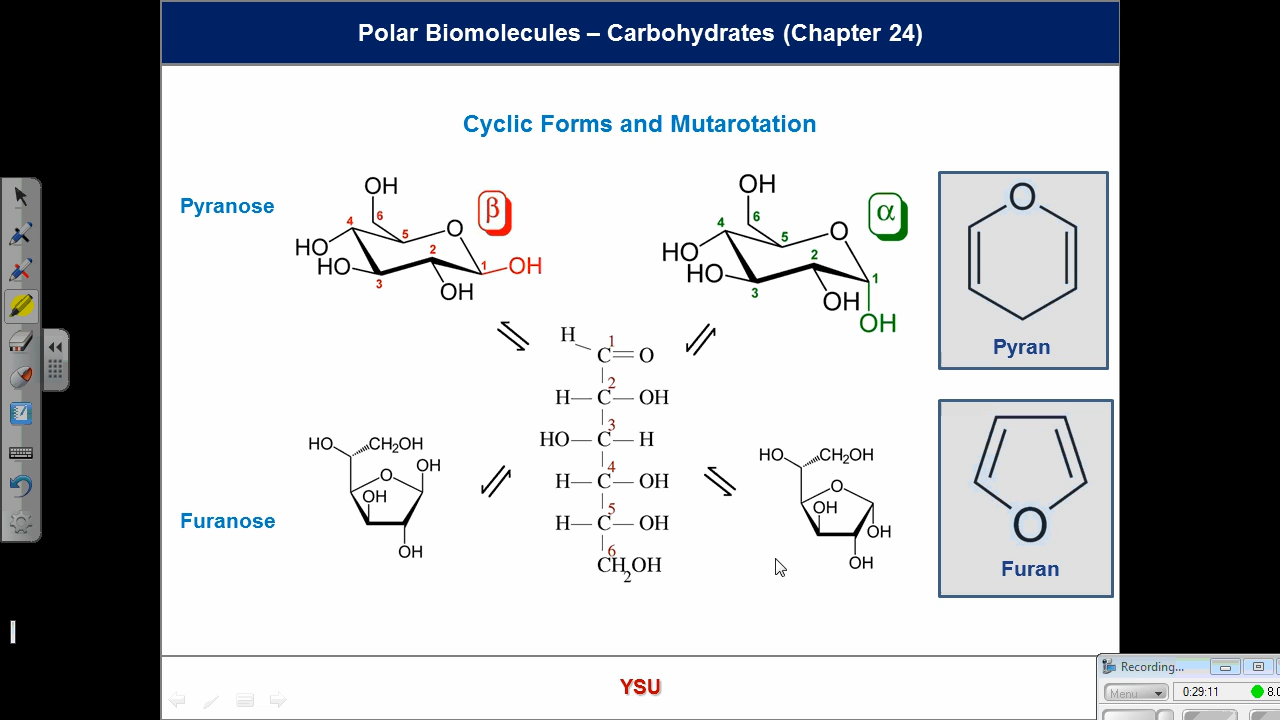 Polar Biomolecules – Carbohydrates (Chapter 24)
Cyclic Forms and Mutarotation
Pyranose
OH
6
4
5
O
β
HO
HO
2
1
OH
3
OH
OH
6
4
5
O
α
HO
HO
2
1
3
OH
OH
O
Pyran
H
1
C=O
2
H—C—OH
3
HO—C—H
4
H—C—OH
5
H—C—OH
6
CH2OH
Furanose
HO
CH2OH
O
OH
OH
OH
HO
CH2OH
O
OH
OH
OH
O
Furan
YSU
Recording...
Menu
0:29:11
8.0